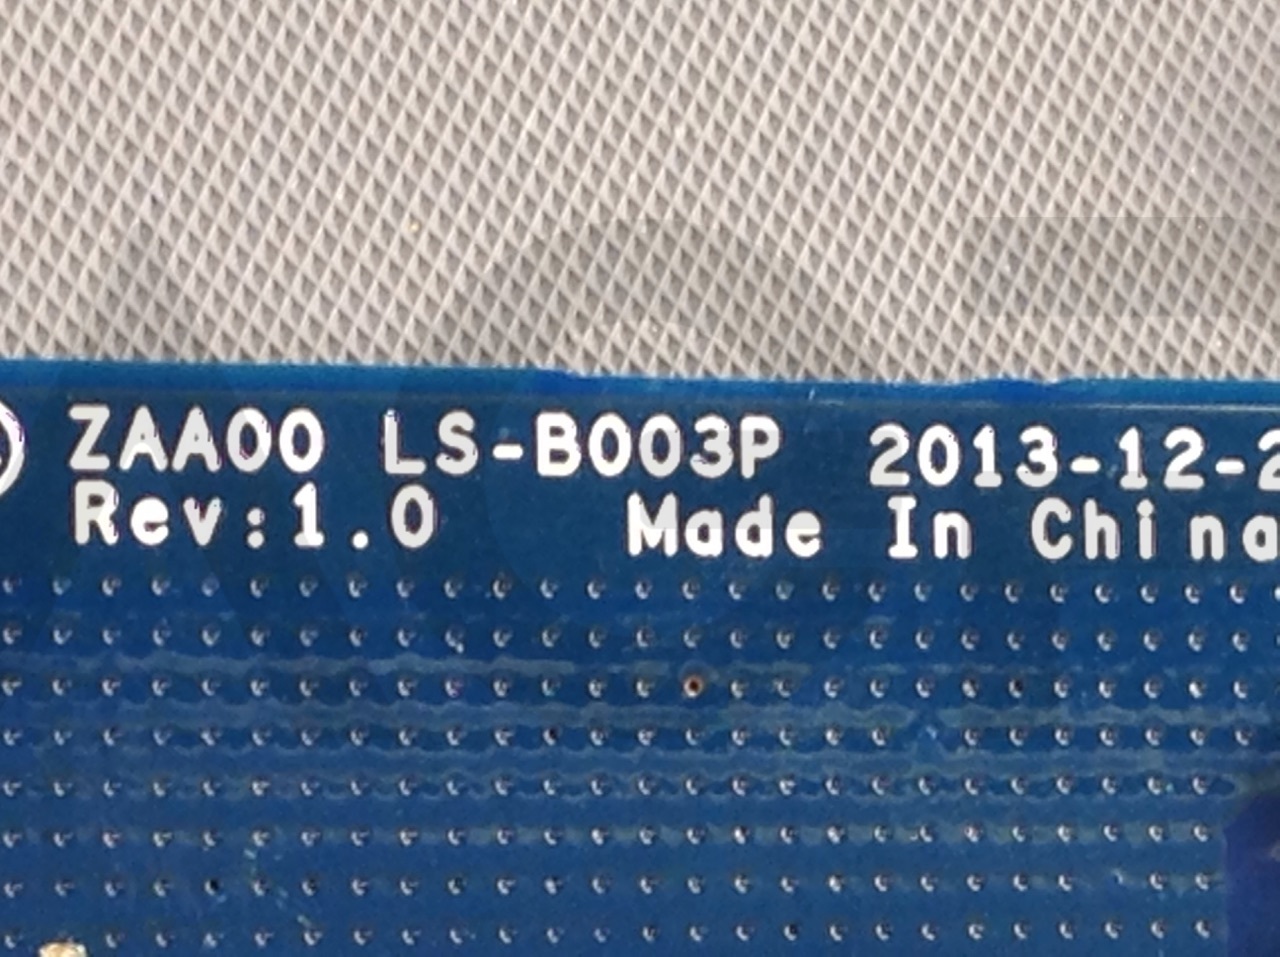 ZAA00 LS-B003P 2013-12-2
Rev:1.0 Made In China